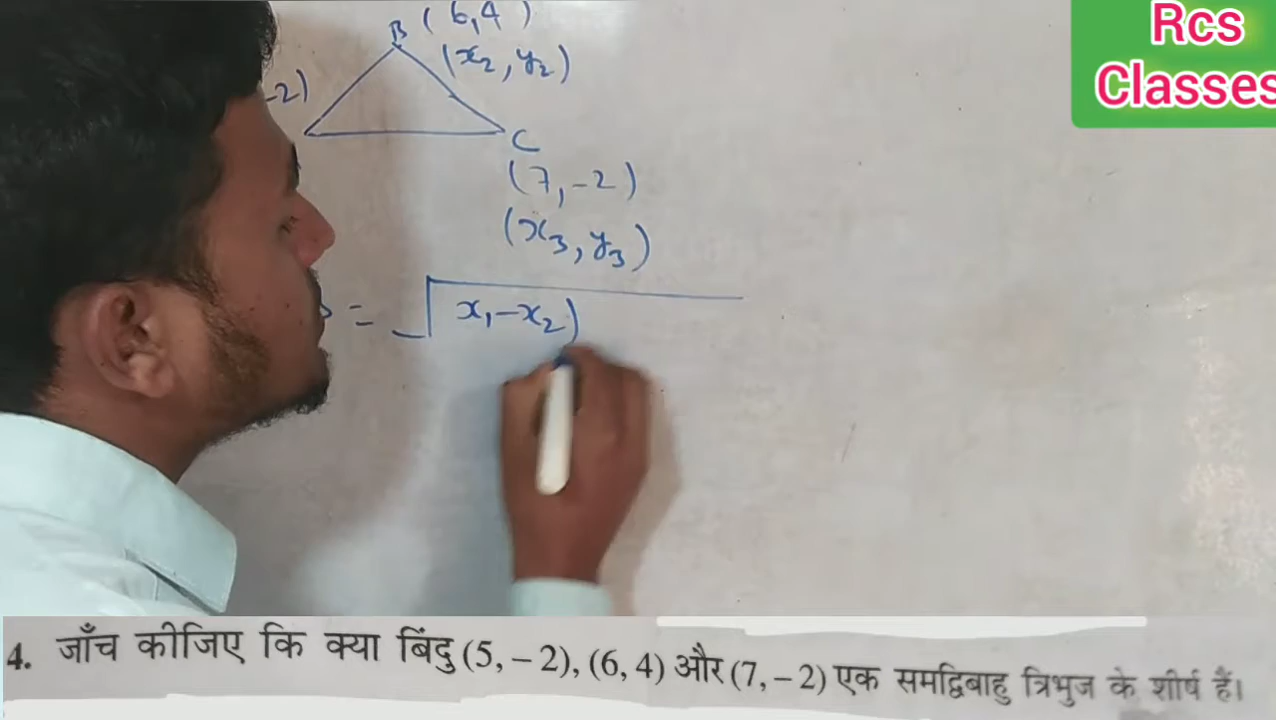 Rcs
Classes
B (6,4)
(x₂, y₂)
-2)
C
(7,-2)
(x₃, y₃)
= √ x₁-x₂)
4. जाँच कीजिए कि क्या बिंदु (5, – 2), (6, 4) और (7, – 2) एक समद्विबाहु त्रिभुज के शीर्ष हैं।